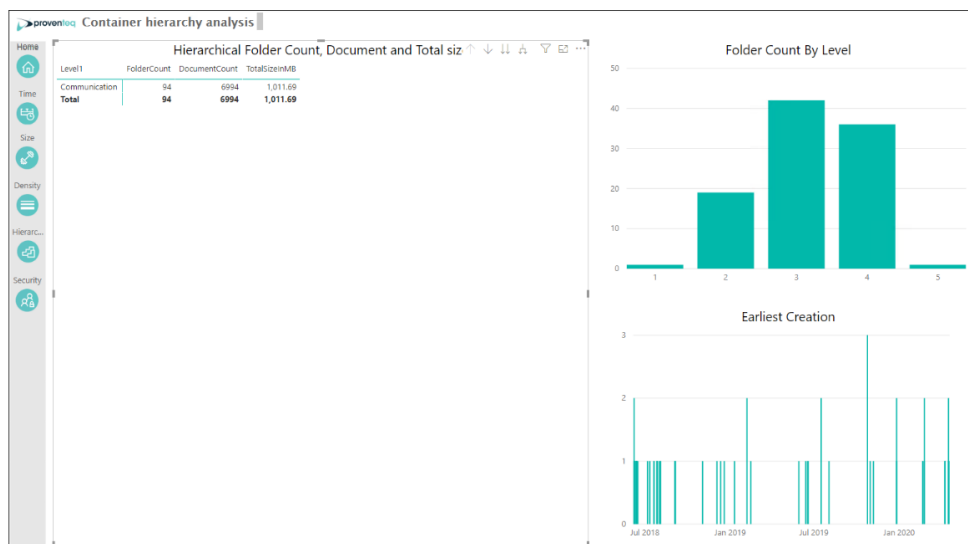 proventeq Container hierarchy analysis
Home
Time
Size
Density
Hierarc...
Security
Hierarchical Folder Count, Document and Total siz
Level1 FolderCount DocumentCount TotalSizeInMB
Communication 94 6994 1,011.69
Total 94 6994 1,011.69
Folder Count By Level
50
40
30
20
10
0
1 2 3 4 5
Earliest Creation
3
2
1
0
Jul 2018 Jan 2019 Jul 2019 Jan 2020